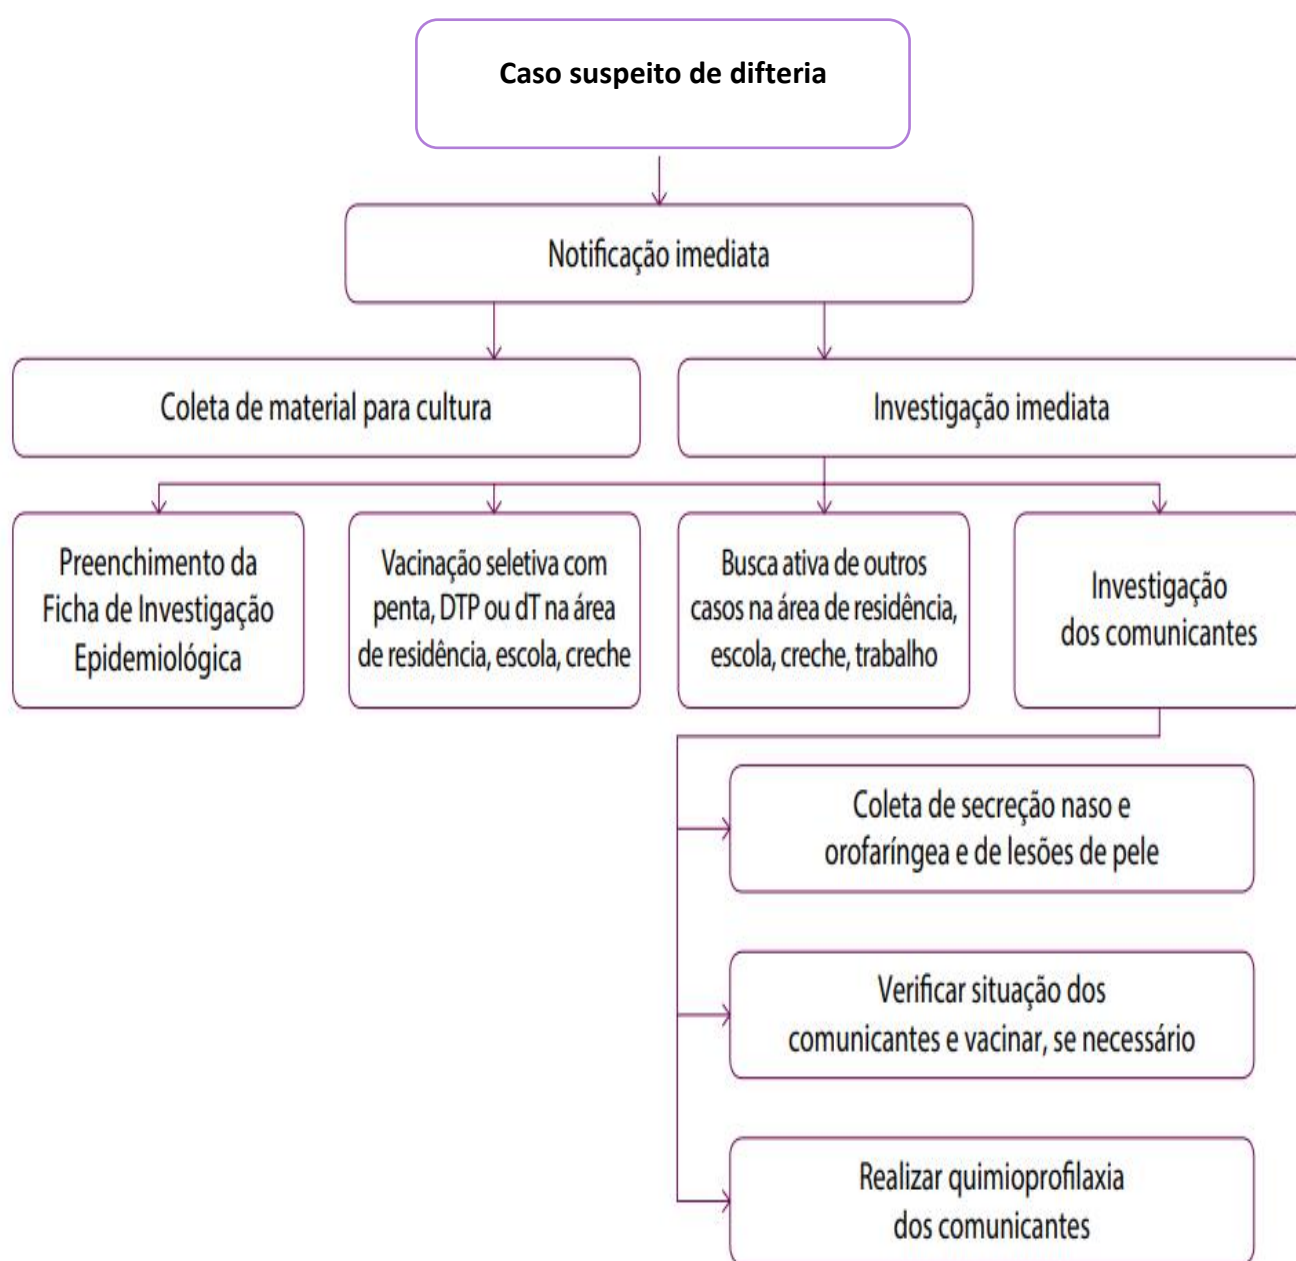 Caso suspeito de difteria
Notificação imediata
Coleta de material para cultura
Investigação imediata
Preenchimento da
Ficha de Investigação
Epidemiológica
Vacinação seletiva com
penta, DTP ou dT na área
de residência, escola, creche
Busca ativa de outros
casos na área de residência,
escola, creche, trabalho
Investigação
dos comunicantes
Coleta de secreção naso e
orofaríngea e de lesões de pele
Verificar situação dos
comunicantes e vacinar, se necessário
Realizar quimioprofilaxia
dos comunicantes